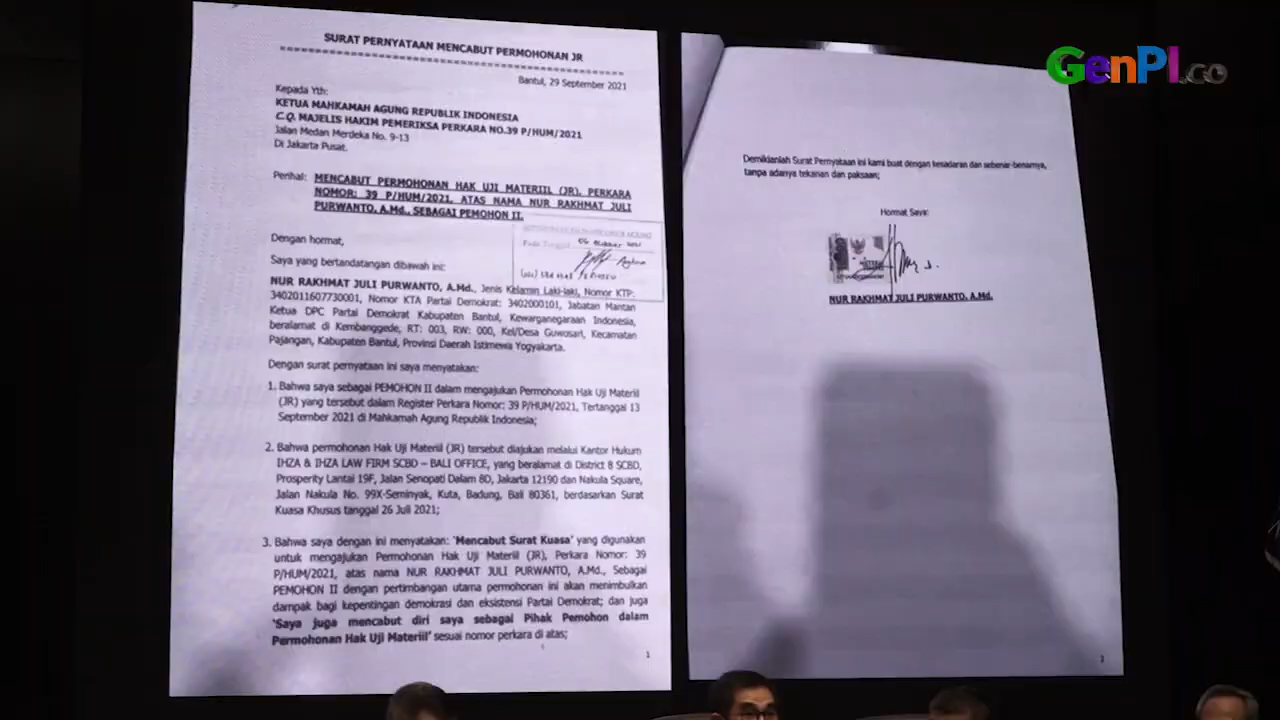 GenPI.co
SURAT PERNYATAAN MENCABUT PERMOHONAN JR
Bantul, 29 September 2021
Kepada Yth:
KETUA MAHKAMAH AGUNG REPUBLIK INDONESIA
C.Q. MAJELIS HAKIM PEMERIKSA PERKARA NO.39 P/HUM/2021
Jalan Medan Merdeka No. 9-13
Di Jakarta Pusat.
Perihal: MENCABUT PERMOHONAN HAK UJI MATERIIL (JR), PERKARA
NOMOR: 39 P/HUM/2021, ATAS NAMA NUR RAKHMAT JULI
PURWANTO, A.Md., SEBAGAI PEMOHON II.
Dengan hormat,
Saya yang bertandatangan dibawah ini:
NUR RAKHMAT JULI PURWANTO, A.Md., Jenis Kelamin Laki-laki, Nomor KTP:
3402011607730001, Nomor KTA Partai Demokrat: 3402000101, Jabatan Mantan
Ketua DPC Partai Demokrat Kabupaten Bantul, Kewarganegaraan Indonesia,
beralamat di Kembanggede, RT: 003, RW: 000, Kel/Desa Guwosari, Kecamatan
Pajangan, Kabupaten Bantul, Provinsi Daerah Istimewa Yogyakarta.
Dengan surat pernyataan ini saya menyatakan:
1. Bahwa saya sebagai PEMOHON II dalam mengajukan Permohonan Hak Uji Materiil
(JR) yang tersebut dalam Register Perkara Nomor: 39 P/HUM/2021, Tertanggal 13
September 2021 di Mahkamah Agung Republik Indonesia;
2. Bahwa permohonan Hak Uji Materiil (JR) tersebut diajukan melalui Kantor Hukum
IHZA & IHZA LAW FIRM SCBD – BALI OFFICE, yang beralamat di District 8 SCBD,
Prosperity Lantai 19F, Jalan Senopati Dalam 8D, Jakarta 12190 dan Nakula Square,
Jalan Nakula No. 99X-Seminyak, Kuta, Badung, Bali 80361, berdasarkan Surat
Kuasa Khusus tanggal 26 Juli 2021;
3. Bahwa saya dengan ini menyatakan: 'Mencabut Surat Kuasa' yang digunakan
untuk mengajukan Permohonan Hak Uji Materiil (JR), Perkara Nomor: 39
P/HUM/2021, atas nama NUR RAKHMAT JULI PURWANTO, A.Md., Sebagai
PEMOHON II dengan pertimbangan utama permohonan ini akan menimbulkan
dampak bagi kepentingan demokrasi dan eksistensi Partai Demokrat; dan juga
'Saya juga mencabut diri saya sebagai Pihak Pemohon dalam
Permohonan Hak Uji Materiil' sesuai nomor perkara di atas;
1
Demikianlah Surat Pernyataan ini kami buat dengan kesadaran dan sebenar-benarnya,
tanpa adanya tekanan dan paksaan;
Hormat Saya:
NUR RAKHMAT JULI PURWANTO, A.Md.